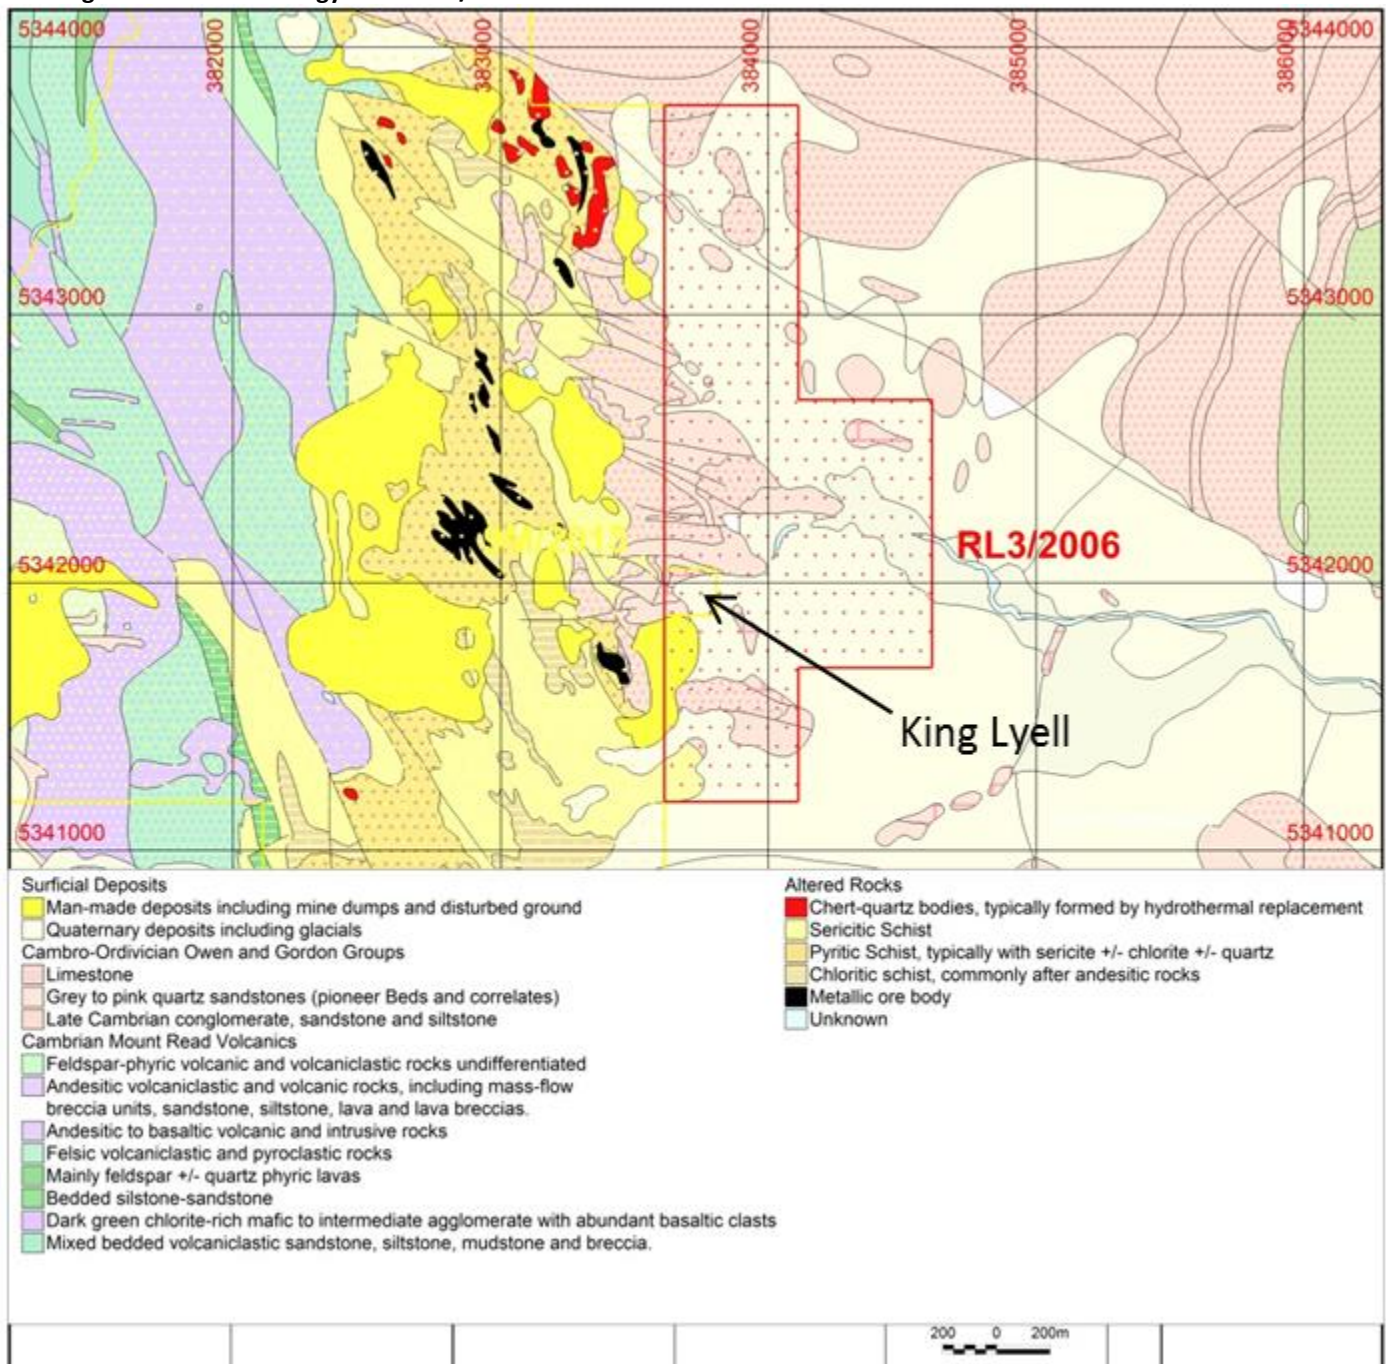 5344000
382000
383000
384000
385000
386000
5344000
5343000
5343000
5342000
RL3/2006
5342000
King Lyell
5341000
5341000
Surficial Deposits
Man-made deposits including mine dumps and disturbed ground
Quaternary deposits including glacials
Cambro-Ordivician Owen and Gordon Groups
Limestone
Grey to pink quartz sandstones (pioneer Beds and correlates)
Late Cambrian conglomerate, sandstone and siltstone
Cambrian Mount Read Volcanics
Feldspar-phyric volcanic and volcaniclastic rocks undifferentiated
Andesitic volcaniclastic and volcanic rocks, including mass-flow
breccia units, sandstone, siltstone, lava and lava breccias.
Andesitic to basaltic volcanic and intrusive rocks
Felsic volcaniclastic and pyroclastic rocks
Mainly feldspar +/- quartz phyric lavas
Bedded silstone-sandstone
Dark green chlorite-rich mafic to intermediate agglomerate with abundant basaltic clasts
Mixed bedded volcaniclastic sandstone, siltstone, mudstone and breccia.
Altered Rocks
Chert-quartz bodies, typically formed by hydrothermal replacement
Sericitic Schist
Pyritic Schist, typically with sericite +/- chlorite +/- quartz
Chloritic schist, commonly after andesitic rocks
Metallic ore body
Unknown
200 0 200m